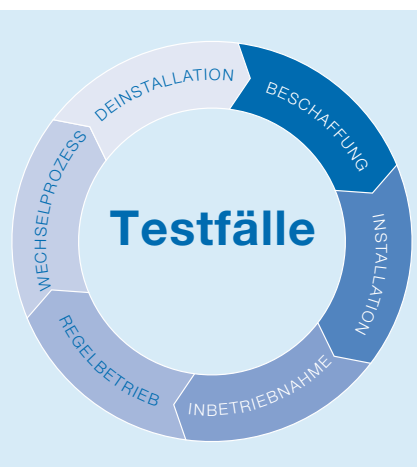 Testfälle
BESCHAFFUNG
INSTALLATION
INBETRIEBNAHME
REGELBETRIEB
WECHSELPROZESS
DEINSTALLATION